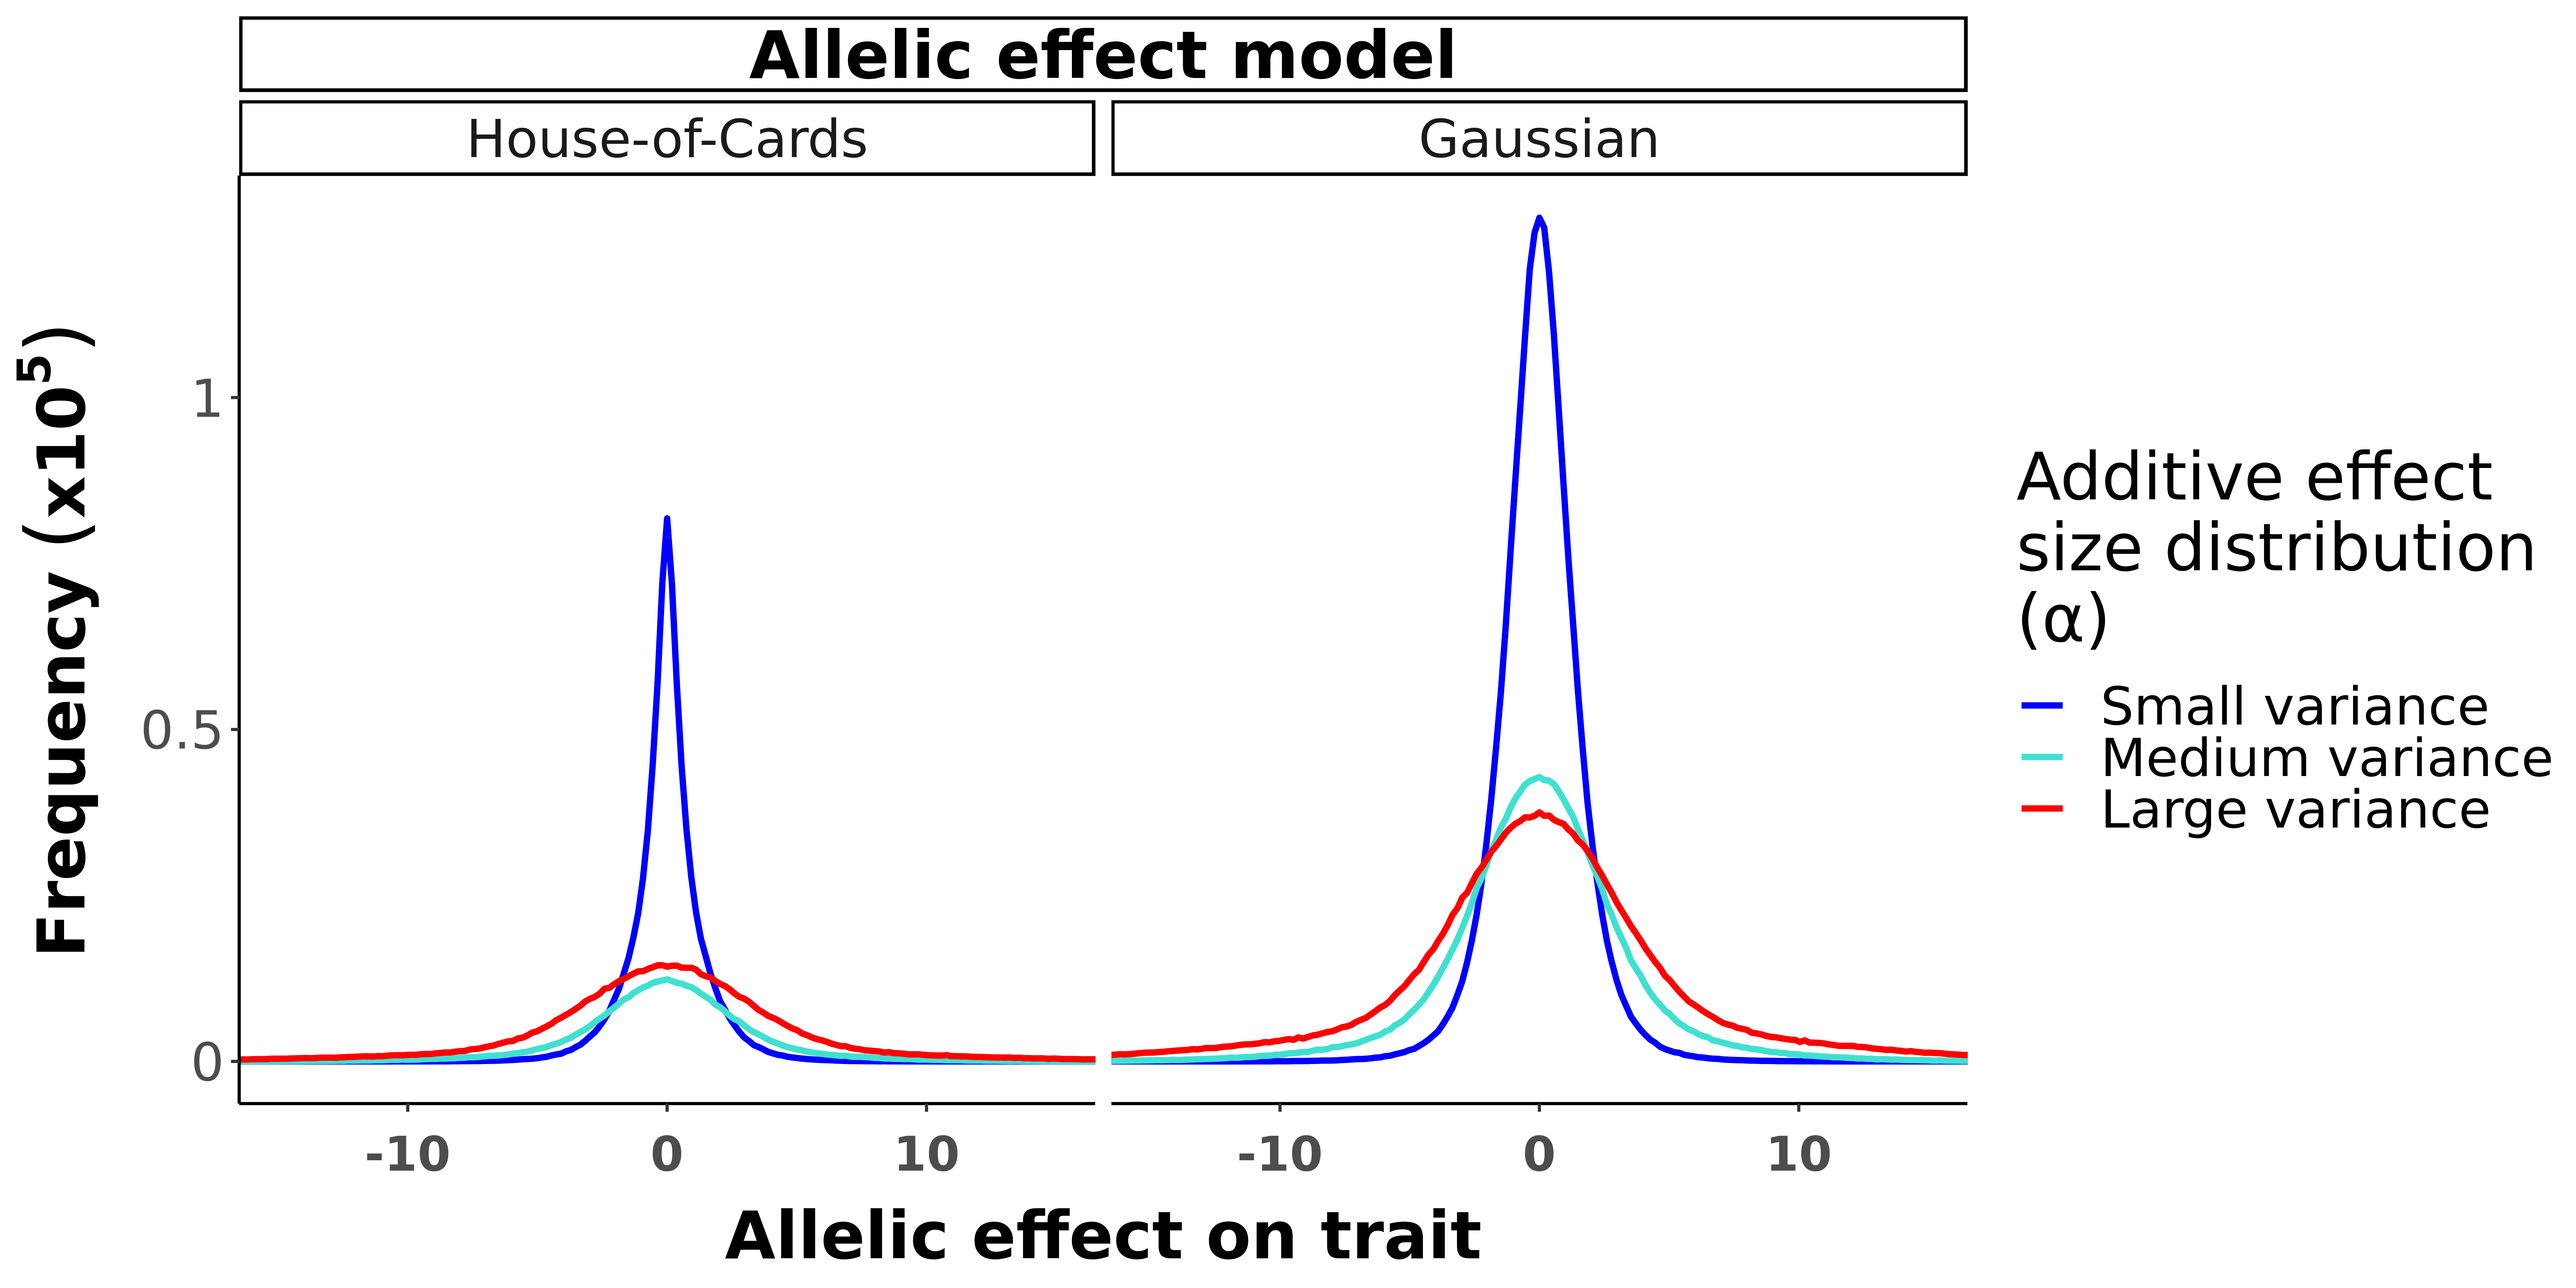 Allelic effect model
House-of-Cards
Gaussian
Frequency (x10⁵)
1
0.5
0
-10
0
10
-10
0
10
Allelic effect on trait
Additive effect
size distribution
(α)
Small variance
Medium variance
Large variance